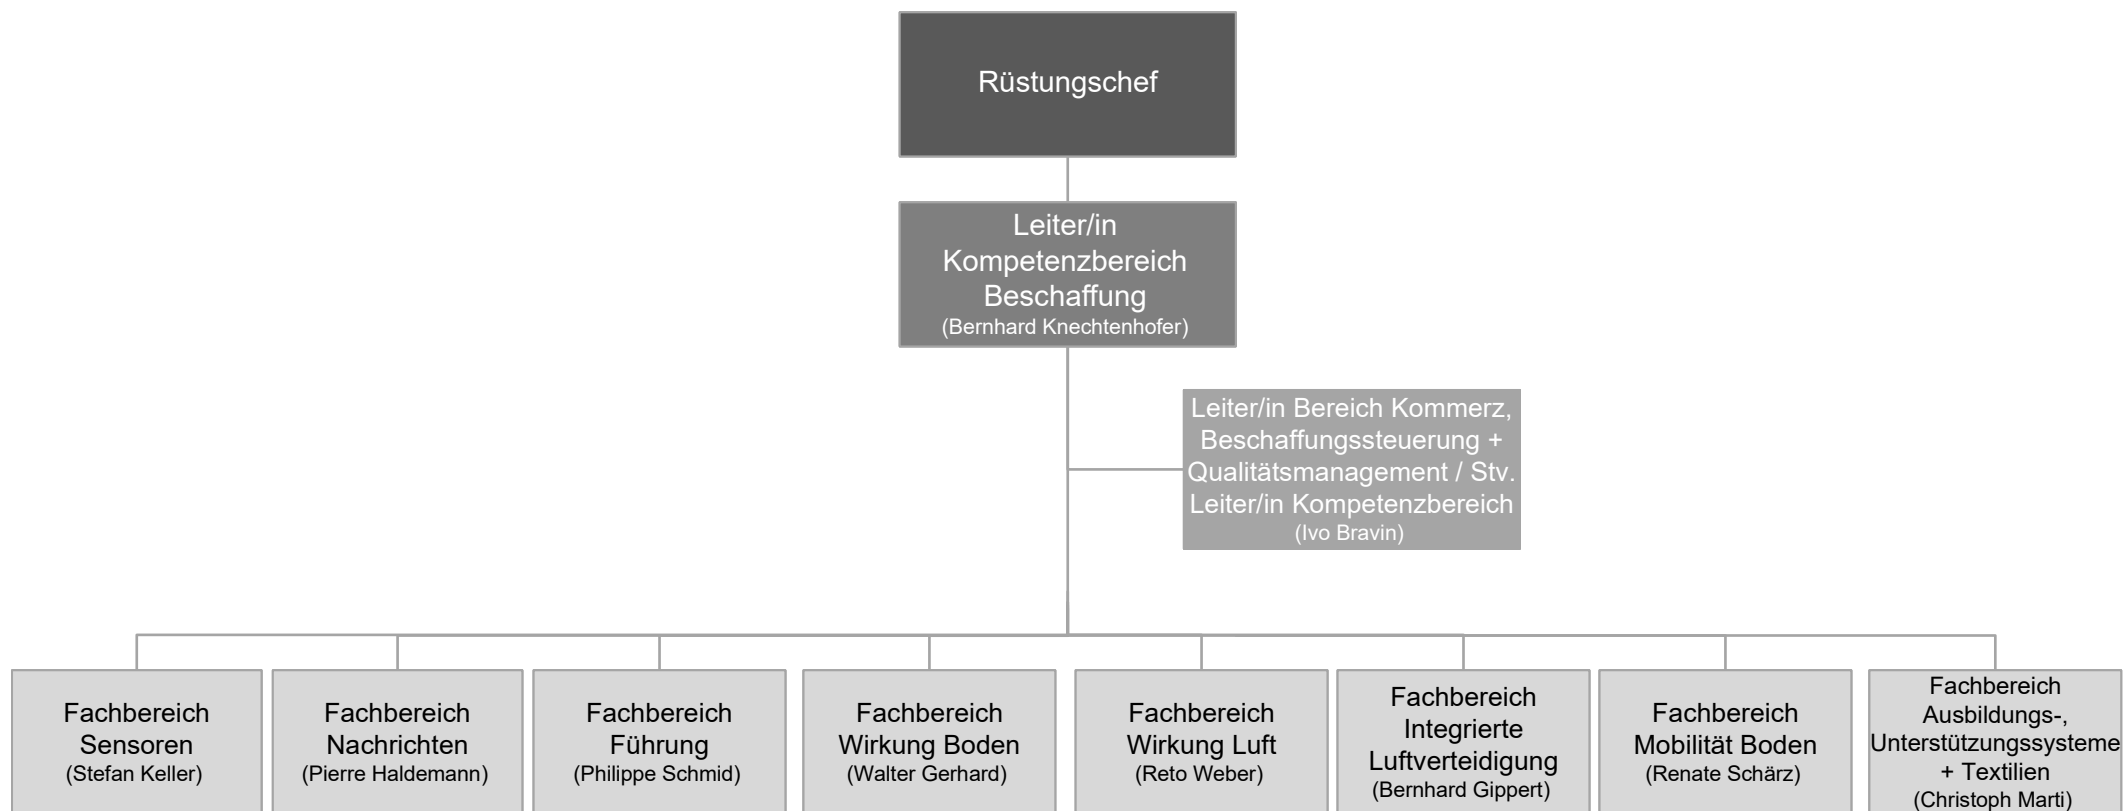 Rüstungschef
Leiter/in
Kompetenzbereich
Beschaffung
(Bernhard Knechtenhofer)
Leiter/in Bereich Kommerz,
Beschaffungssteuerung +
Qualitätsmanagement / Stv.
Leiter/in Kompetenzbereich
(Ivo Bravin)
Fachbereich
Sensoren
(Stefan Keller)
Fachbereich
Nachrichten
(Pierre Haldemann)
Fachbereich
Führung
(Philippe Schmid)
Fachbereich
Wirkung Boden
(Walter Gerhard)
Fachbereich
Wirkung Luft
(Reto Weber)
Fachbereich
Integrierte
Luftverteidigung
(Bernhard Gippert)
Fachbereich
Mobilität Boden
(Renate Schärz)
Fachbereich
Ausbildungs-,
Unterstützungssysteme
+ Textilien
(Christoph Marti)